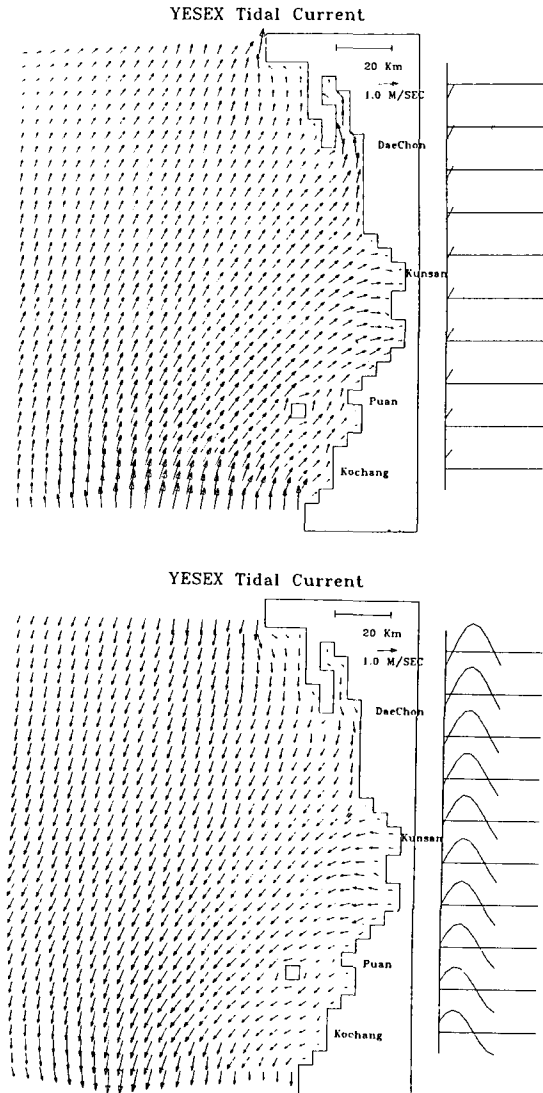 YESEX Tidal Current
20 Km
1.0 M/SEC
DaeChon
Kunsan
Puan
Kochang
YESEX Tidal Current
20 Km
1.0 M/SEC
DaeChon
Kunsan
Puan
Kochang